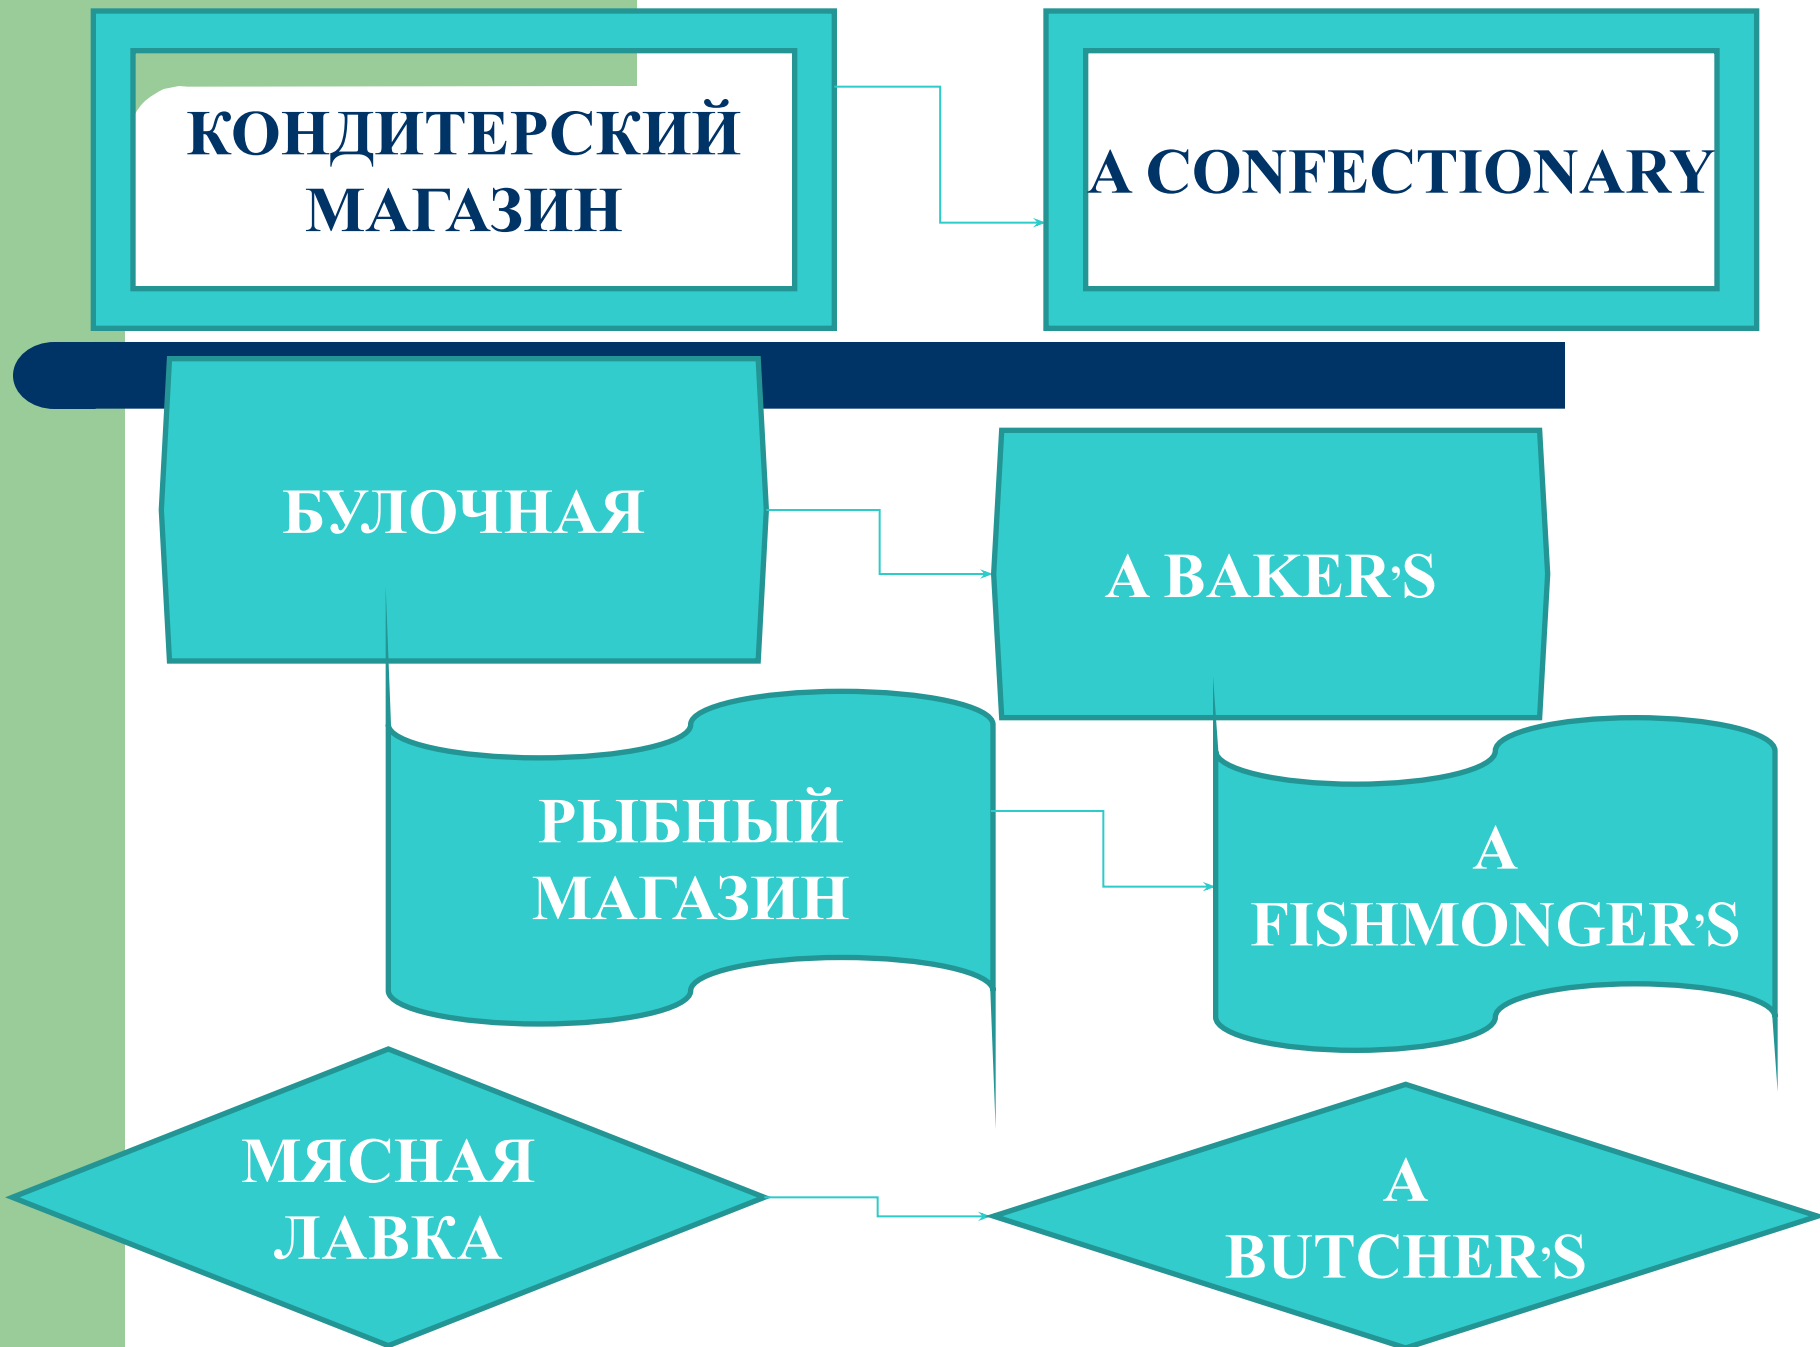 КОНДИТЕРСКИЙ
МАГАЗИН
A CONFECTIONARY
БУЛОЧНАЯ
A BAKER’S
РЫБНЫЙ
МАГАЗИН
A
FISHMONGER’S
МЯСНАЯ
ЛАВКА
A
BUTCHER’S